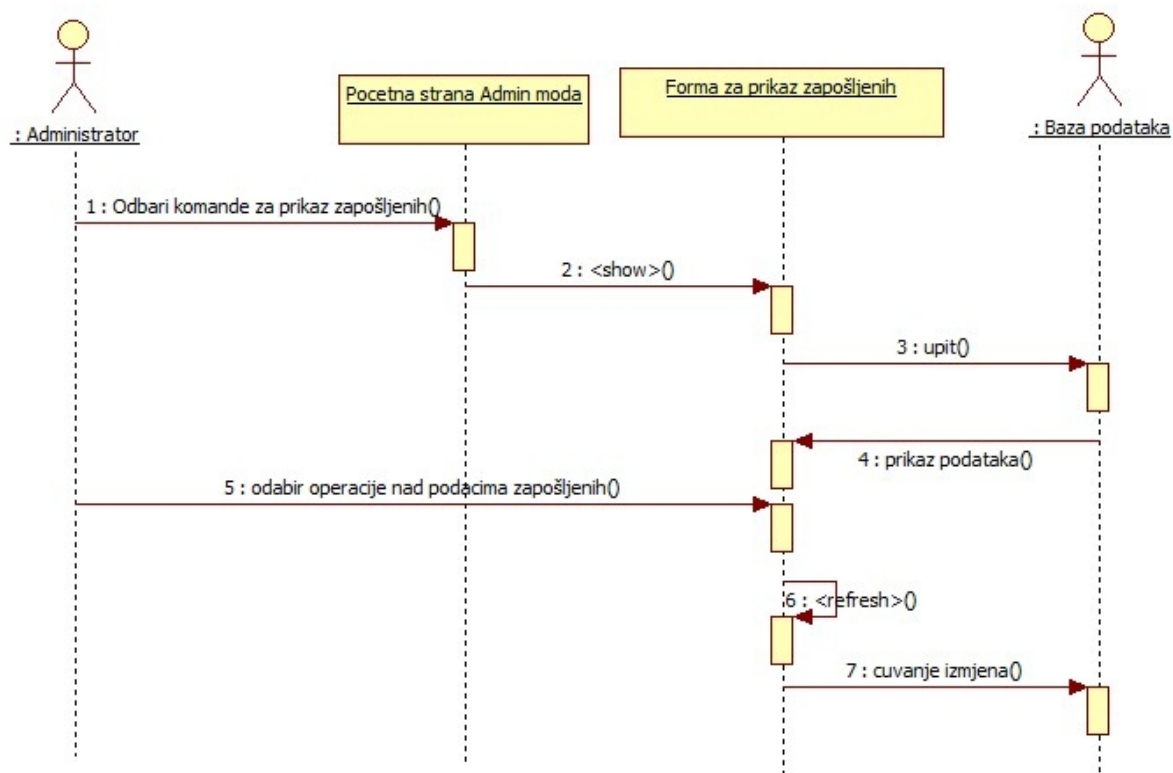 : Administrator
Pocetna strana Admin moda
Forma za prikaz zapošljenih
: Baza podataka
1 : Odbari komande za prikaz zapošljenih()
2 : <show>()
3 : upit()
4 : prikaz podataka()
5 : odabir operacije nad podacima zapošljenih()
6 : <refresh>()
7 : cuvanje izmjena()